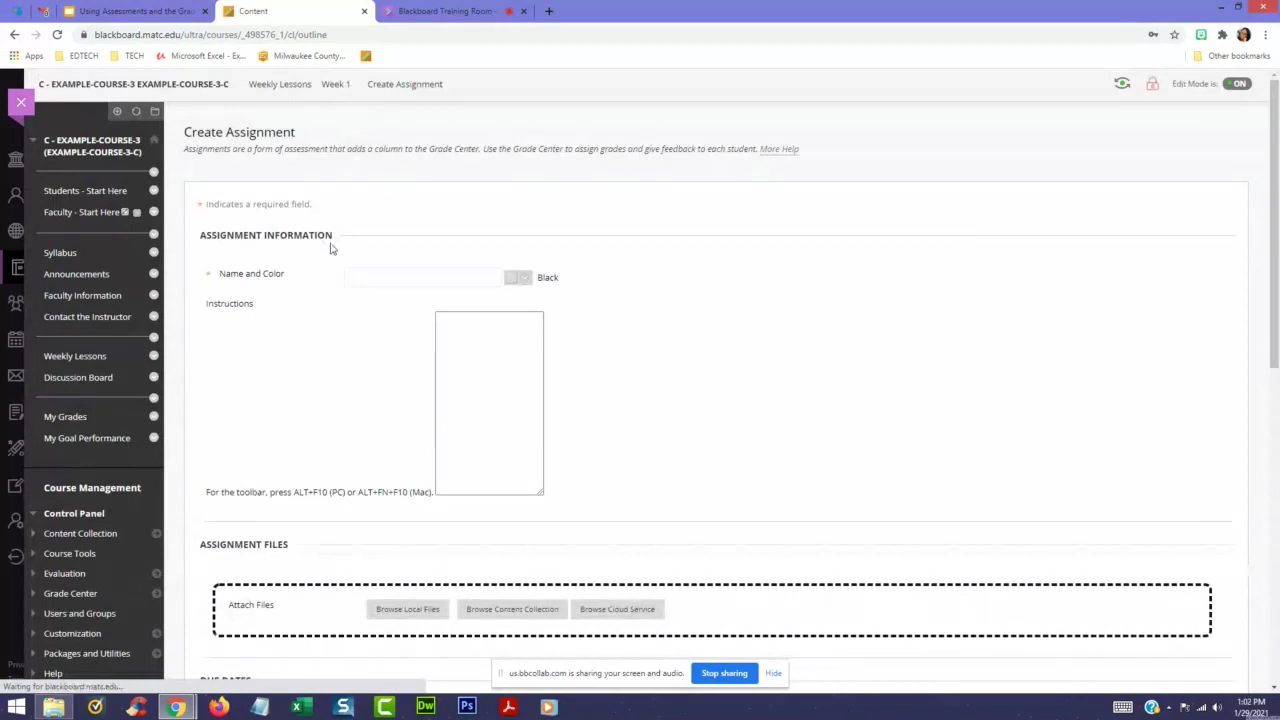 Using Assessments and the Grad
Content
Blackboard Training Room –
blackboard.matc.edu/ultra/courses/_498576_1/cl/outline
Apps
EDTECH
TECH
Microsoft Excel - Ex...
Milwaukee County...
Other bookmarks
C - EXAMPLE-COURSE-3 EXAMPLE-COURSE-3-C
Weekly Lessons
Week 1
Create Assignment
Edit Mode is:
ON
C - EXAMPLE-COURSE-3
(EXAMPLE-COURSE-3-C)
Students - Start Here
Faculty - Start Here
Syllabus
Announcements
Faculty Information
Contact the Instructor
Weekly Lessons
Discussion Board
My Grades
My Goal Performance
Course Management
Control Panel
Content Collection
Course Tools
Evaluation
Grade Center
Users and Groups
Customization
Packages and Utilities
Help
Create Assignment
Assignments are a form of assessment that adds a column to the Grade Center. Use the Grade Center to assign grades and give feedback to each student. More Help
* Indicates a required field.
ASSIGNMENT INFORMATION
* Name and Color
Black
Instructions
For the toolbar, press ALT+F10 (PC) or ALT+FN+F10 (Mac).
ASSIGNMENT FILES
Attach Files
Browse Local Files
Browse Content Collection
Browse Cloud Service
DUE DATES
us.bbcollab.com is sharing your screen and audio.
Stop sharing
Hide
Priv
Waiting for blackboard.matc.edu...
Dw
Ps
1:02 PM
1/29/2021